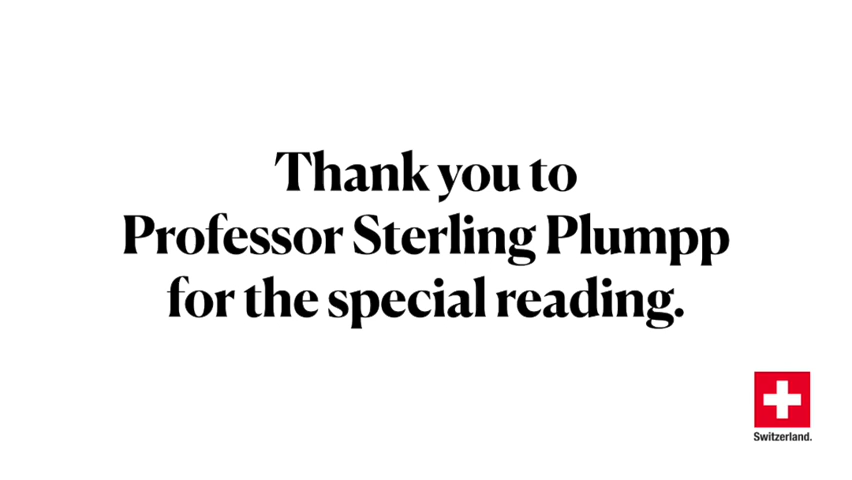 Thank you to
Professor Sterling Plumpp
for the special reading.
Switzerland.